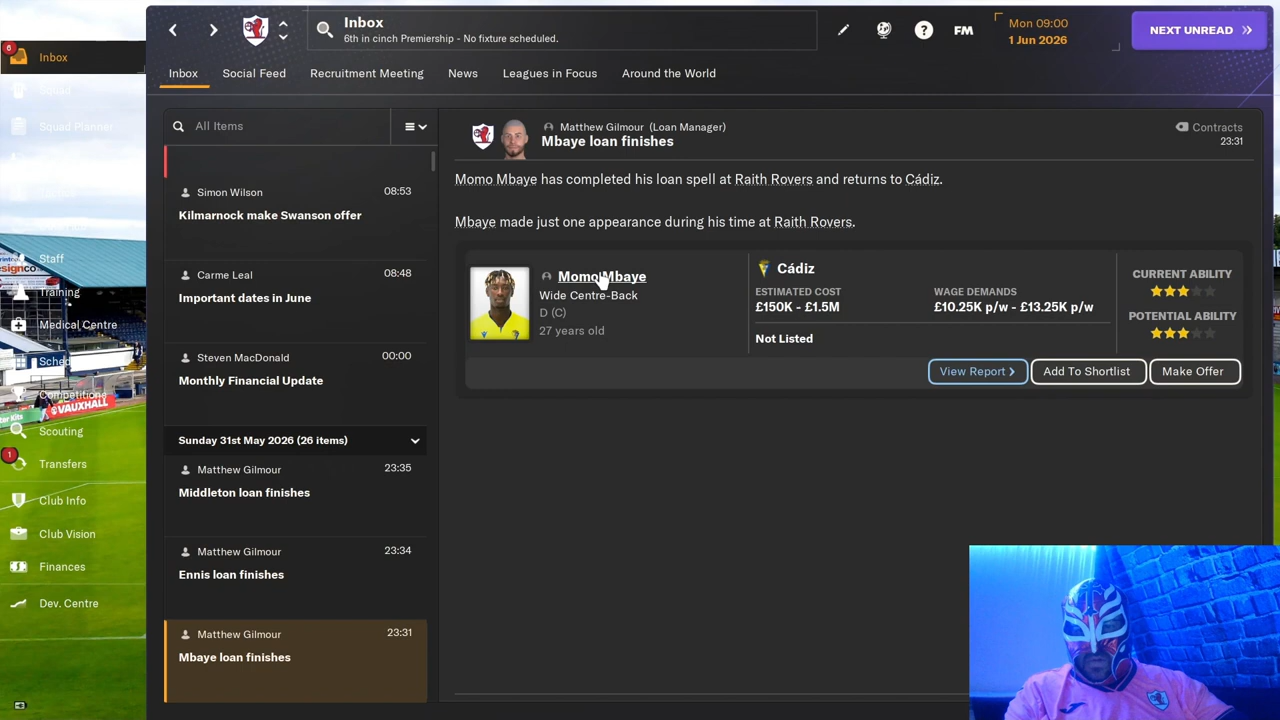 Inbox
6th in cinch Premiership - No fixture scheduled.
FM
Mon 09:00
1 Jun 2026
NEXT UNREAD
6
Inbox
Squad
Squad Planner
Staff
Training
Medical Centre
Sched
Competitions
Scouting
1
Transfers
Club Info
Club Vision
Finances
Dev. Centre
VAUXHALL
Inbox
Social Feed
Recruitment Meeting
News
Leagues in Focus
Around the World
All Items
Simon Wilson 08:53
Kilmarnock make Swanson offer
Carme Leal 08:48
Important dates in June
Steven MacDonald 00:00
Monthly Financial Update
Sunday 31st May 2026 (26 items)
Matthew Gilmour 23:35
Middleton loan finishes
Matthew Gilmour 23:34
Ennis loan finishes
Matthew Gilmour 23:31
Mbaye loan finishes
Matthew Gilmour (Loan Manager)
Mbaye loan finishes
Contracts
23:31
Momo Mbaye has completed his loan spell at Raith Rovers and returns to Cádiz.
Mbaye made just one appearance during his time at Raith Rovers.
Momo Mbaye
Wide Centre-Back
D (C)
27 years old
Cádiz
ESTIMATED COST
£150K - £1.5M
WAGE DEMANDS
£10.25K p/w - £13.25K p/w
Not Listed
CURRENT ABILITY
POTENTIAL ABILITY
View Report
Add To Shortlist
Make Offer